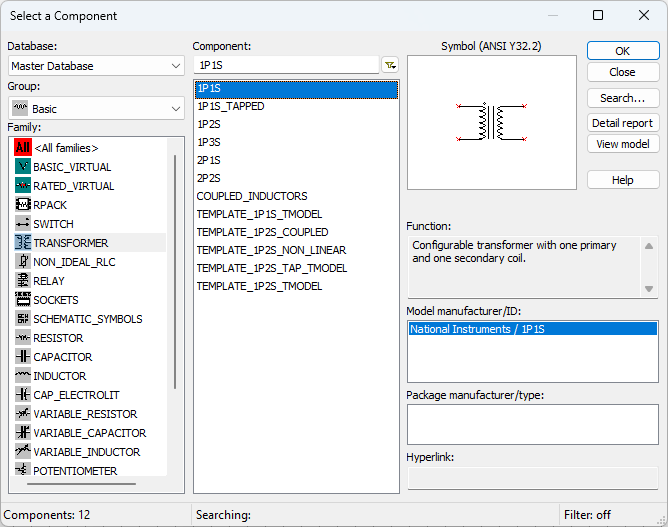 Select a Component
Database:
Master Database
Group:
Basic
Family:
All <All families>
BASIC_VIRTUAL
RATED_VIRTUAL
RPACK
SWITCH
TRANSFORMER
NON_IDEAL_RLC
RELAY
SOCKETS
SCHEMATIC_SYMBOLS
RESISTOR
CAPACITOR
INDUCTOR
CAP_ELECTROLIT
VARIABLE_RESISTOR
VARIABLE_CAPACITOR
VARIABLE_INDUCTOR
POTENTIOMETER
Component:
1P1S
1P1S
1P1S_TAPPED
1P2S
1P3S
2P1S
2P2S
COUPLED_INDUCTORS
TEMPLATE_1P1S_TMODEL
TEMPLATE_1P2S_COUPLED
TEMPLATE_1P2S_NON_LINEAR
TEMPLATE_1P2S_TAP_TMODEL
TEMPLATE_1P2S_TMODEL
Symbol (ANSI Y32.2)
OK
Close
Search...
Detail report
View model
Help
Function:
Configurable transformer with one primary
and one secondary coil.
Model manufacturer/ID:
National Instruments / 1P1S
Package manufacturer/type:
Hyperlink:
Components: 12
Searching:
Filter: off